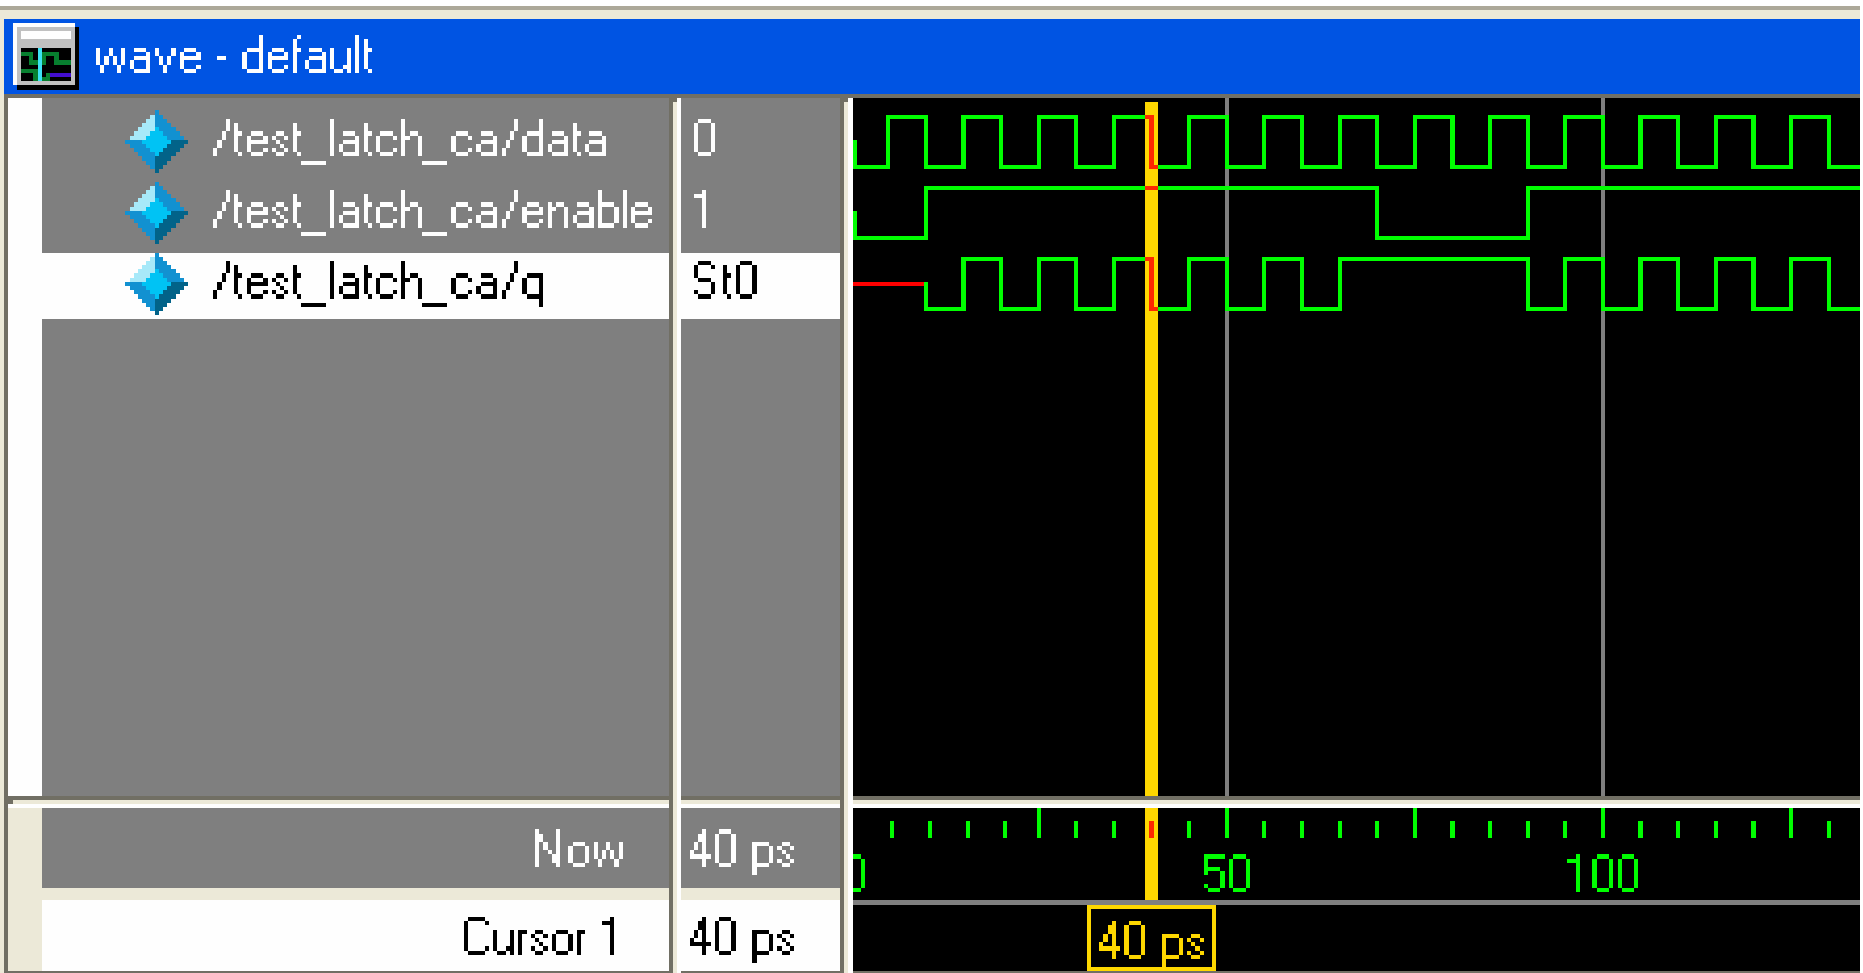 wave - default
/test_latch_ca/data 0
/test_latch_ca/enable 1
/test_latch_ca/q St0
Now 40 ps
0 50 100
Cursor 1 40 ps 40 ps